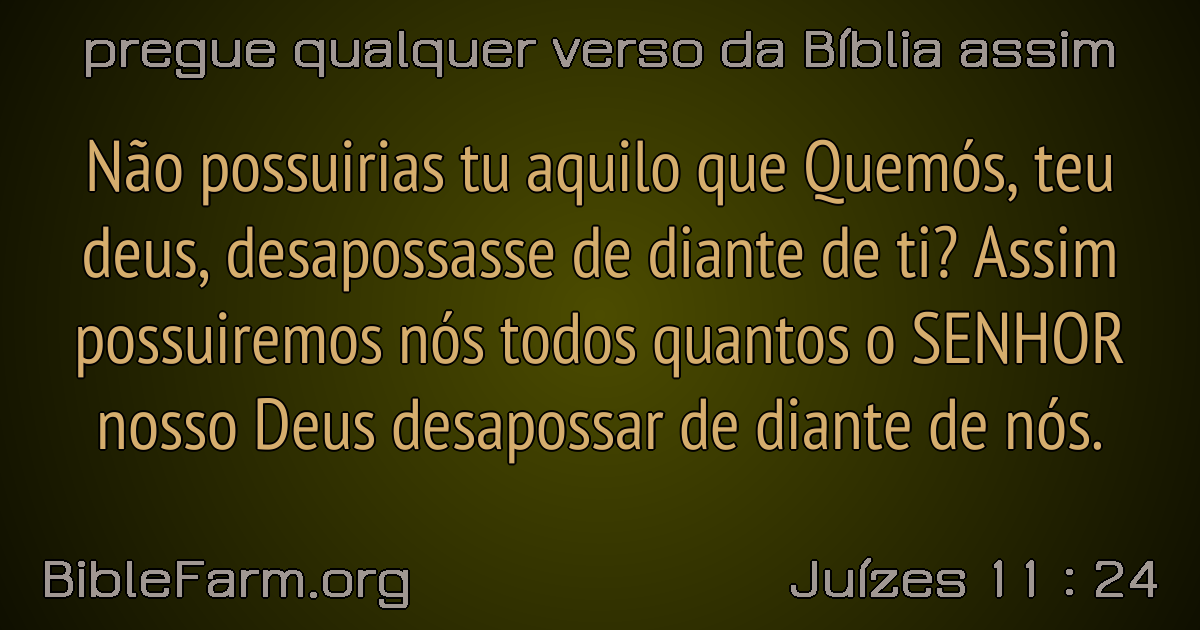 pregue qualquer verso da Bíblia assim
Não possuirias tu aquilo que Quemós, teu
deus, desapossasse de diante de ti? Assim
possuiremos nós todos quantos o SENHOR
nosso Deus desapossar de diante de nós.
BibleFarm.org
Juízes 11 : 24